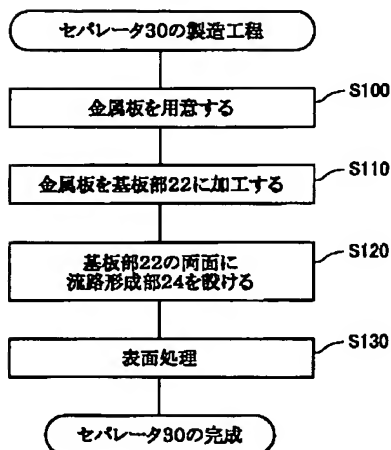 セパレータ30の製造工程
金属板を用意する
S100
金属板を基板部22に加工する
S110
基板部22の両面に
流路形成部24を設ける
S120
表面処理
S130
セパレータ30の完成